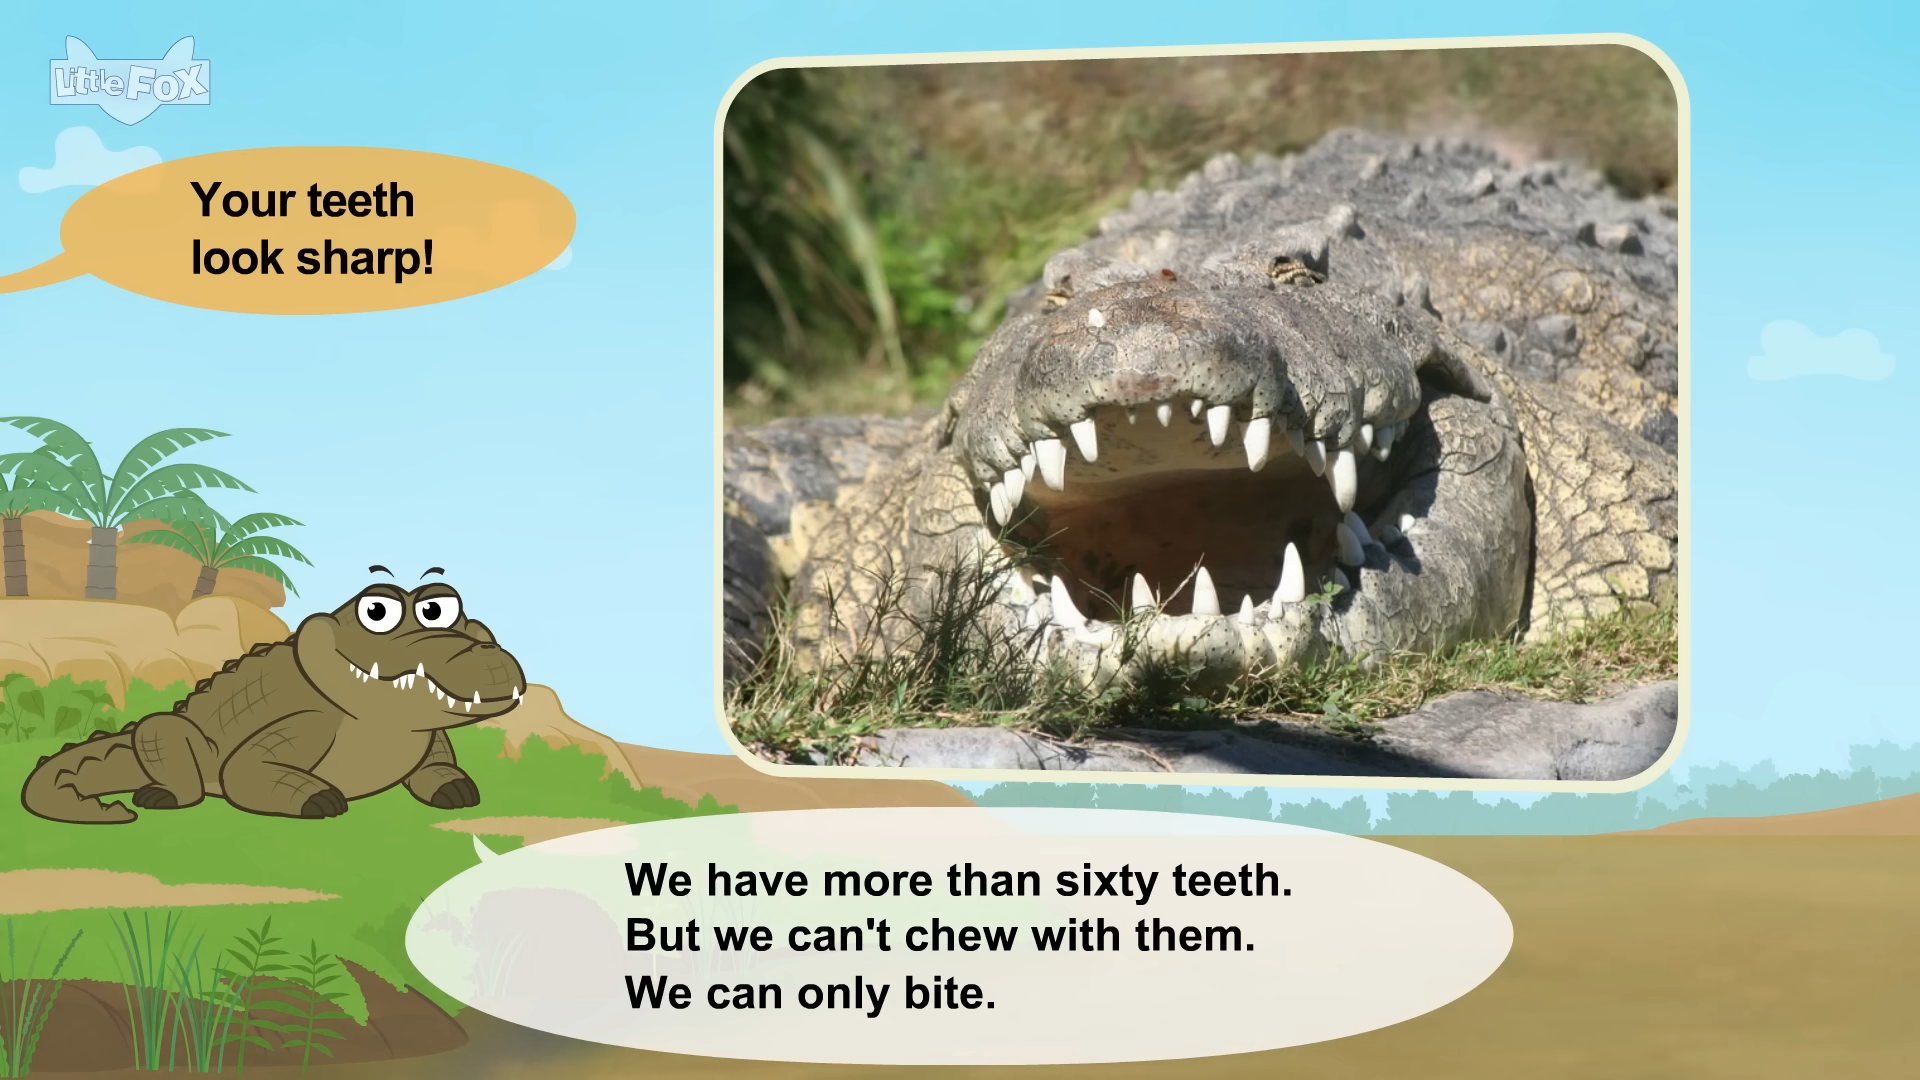 Little Fox
Your teeth
look sharp!
We have more than sixty teeth.
But we can't chew with them.
We can only bite.